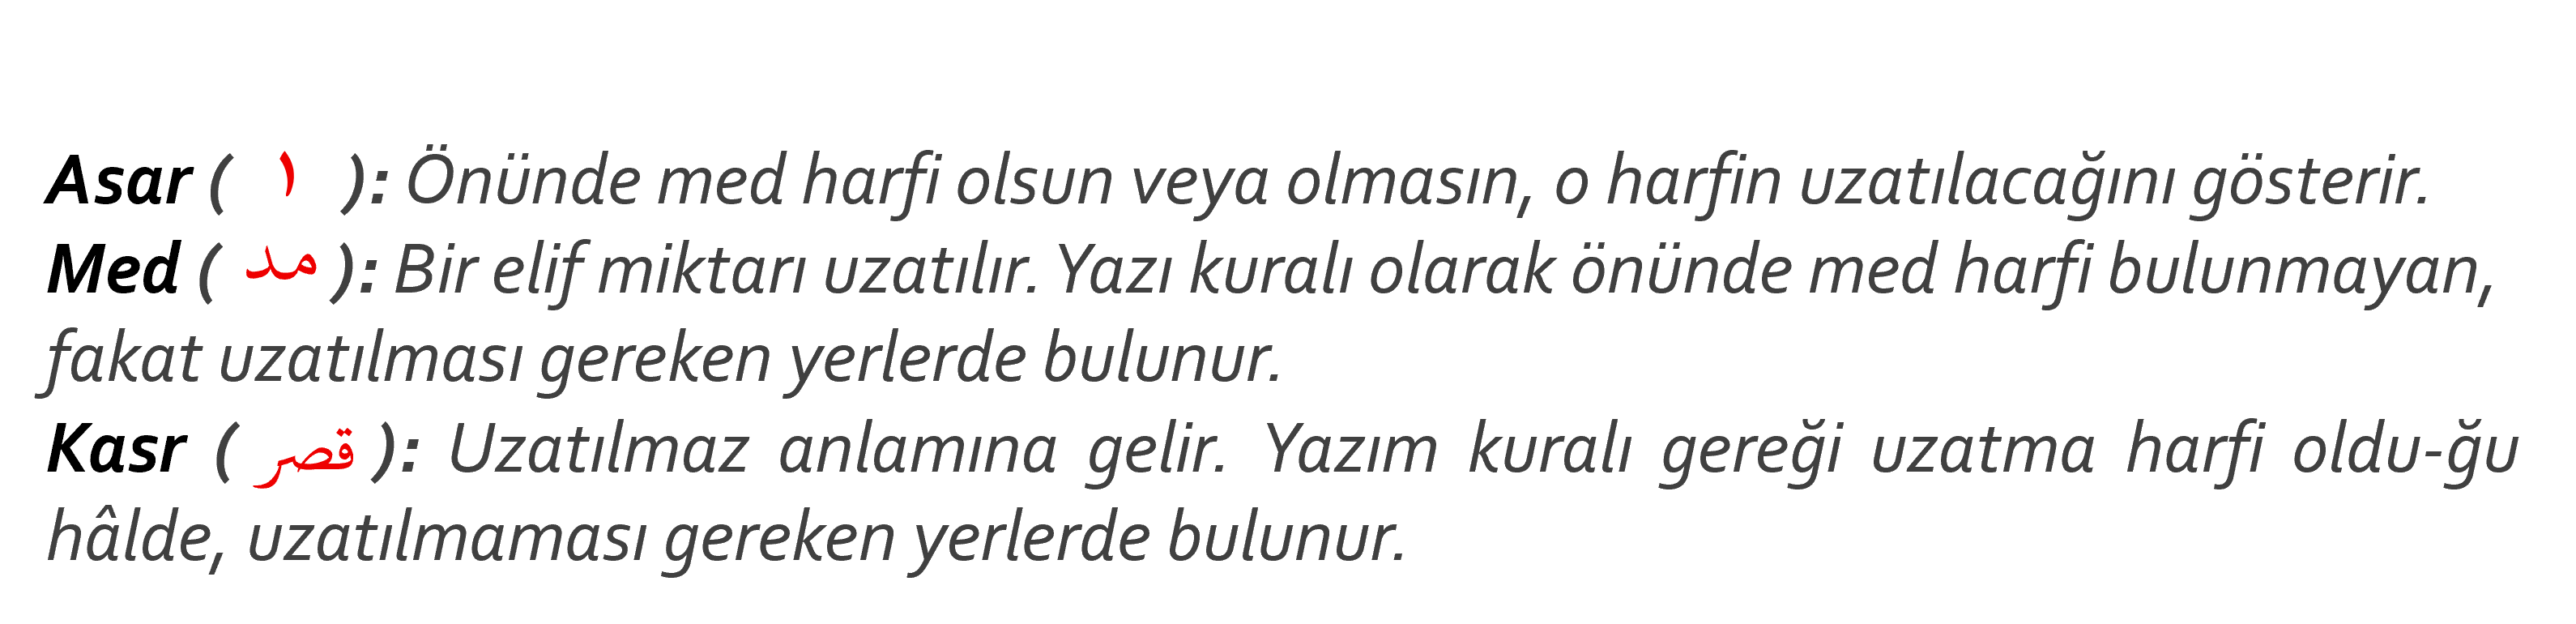 Asar ( ١ ): Önünde med harfi olsun veya olmasın, o harfin uzatılacağını gösterir.
Med ( مد ): Bir elif miktarı uzatılır. Yazı kuralı olarak önünde med harfi bulunmayan,
fakat uzatılması gereken yerlerde bulunur.
Kasr ( قصر ): Uzatılmaz anlamına gelir. Yazım kuralı gereği uzatma harfi oldu-ğu
hâlde, uzatılmaması gereken yerlerde bulunur.